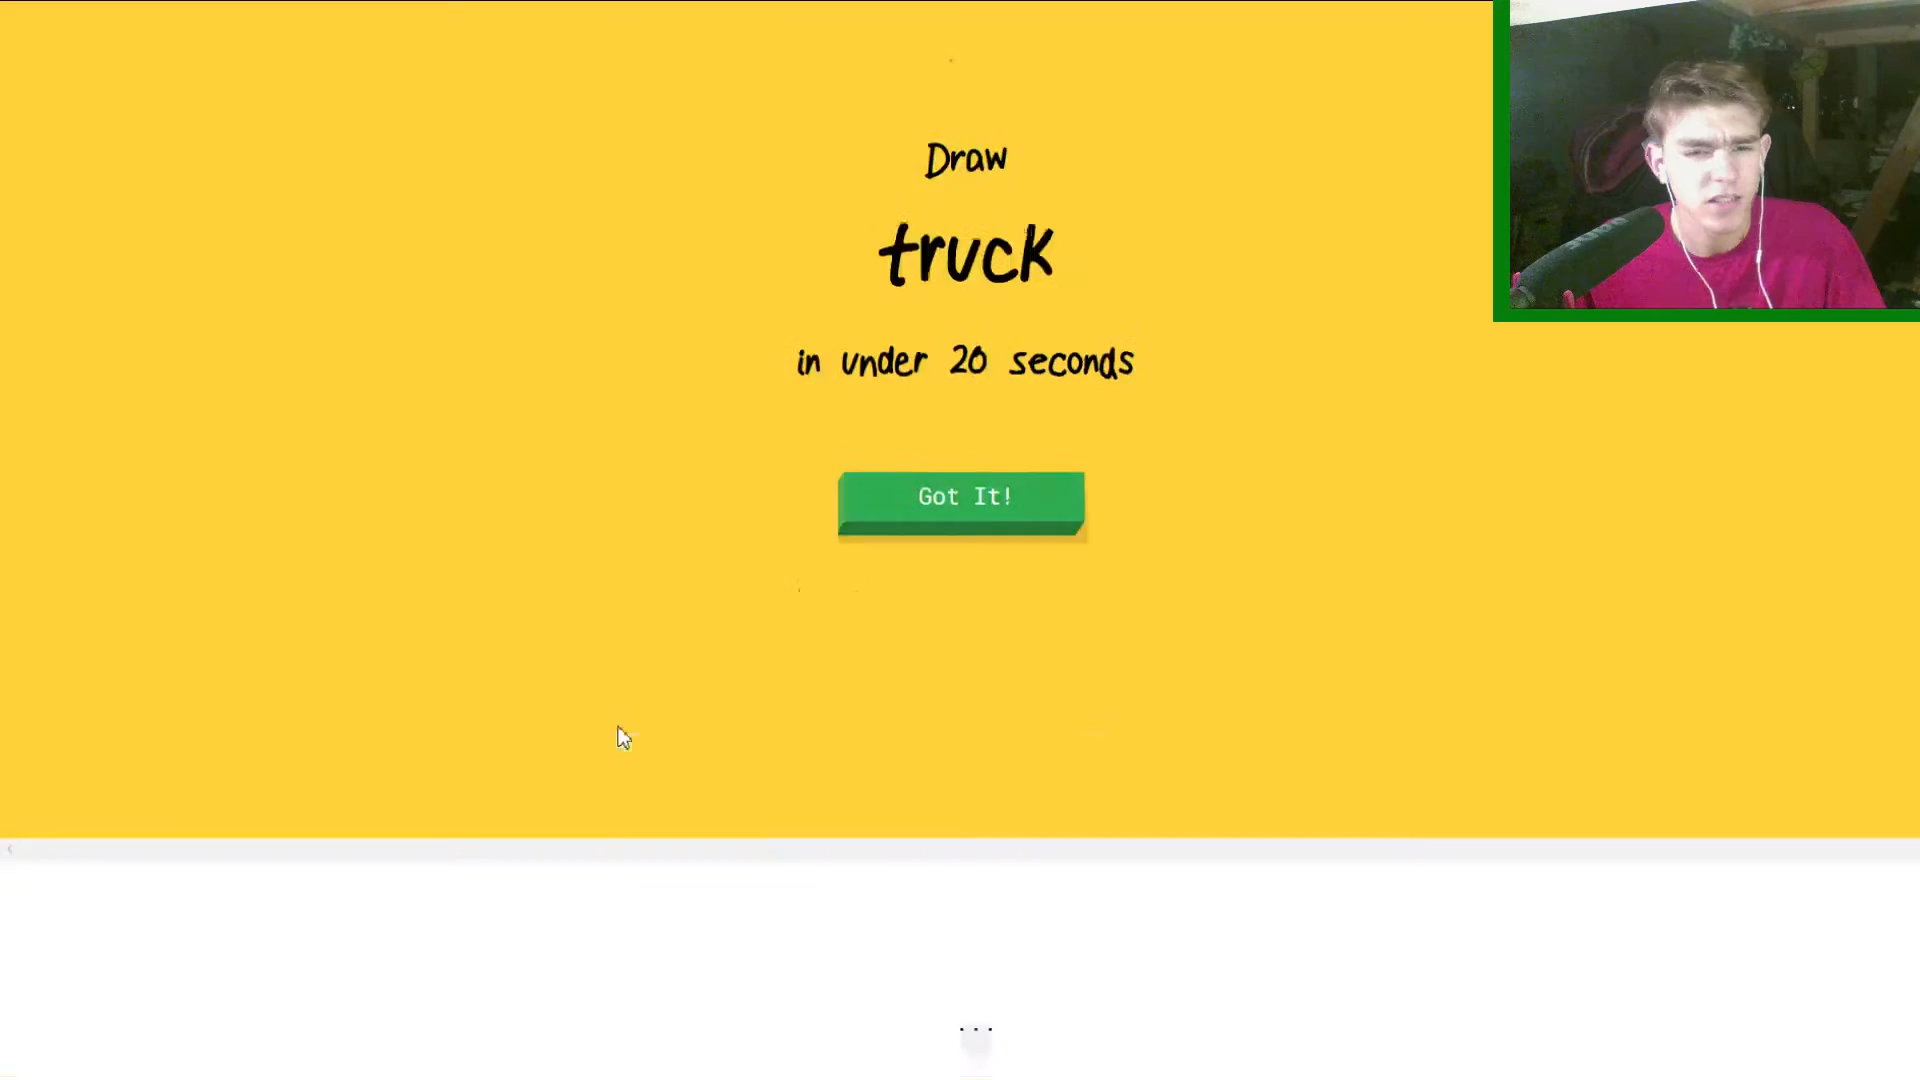 Draw
truck
in under 20 seconds
Got It!
...